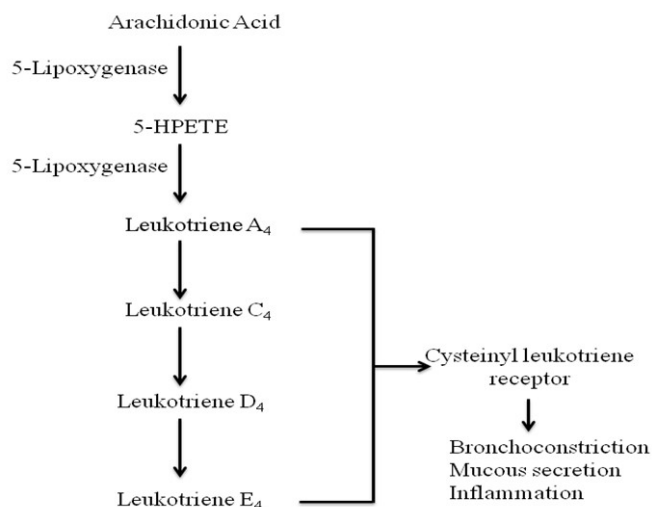 Arachidonic Acid
5-Lipoxygenase
5-HPETE
5-Lipoxygenase
Leukotriene A₄
Leukotriene C₄
Leukotriene D₄
Leukotriene E₄
Cysteinyl leukotriene
receptor
Bronchoconstriction
Mucous secretion
Inflammation